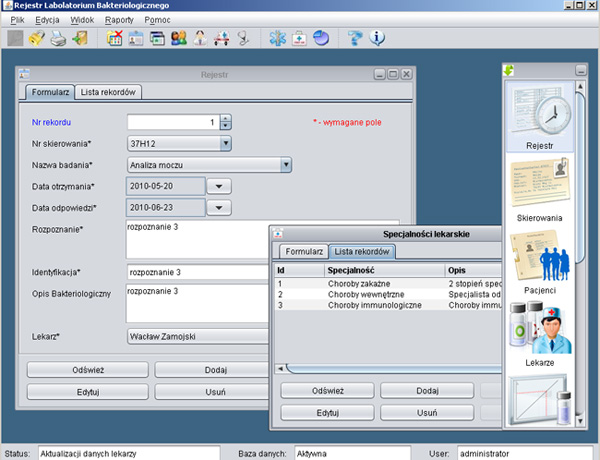 Rejestr Labolatorium Bakteriologicznego
Plik Edycja Widok Raporty Pomoc
Rejestr
Formularz Lista rekordów
Nr rekordu 1 * - wymagane pole
Nr skierowania* 37H12
Nazwa badania* Analiza moczu
Data otrzymania* 2010-05-20
Data odpowiedzi* 2010-06-23
Rozpoznanie* rozpoznanie 3
Identyfikacja* rozpoznanie 3
Opis Bakteriologiczny rozpoznanie 3
Lekarz* Wacław Zamojski
Odśwież Dodaj
Edytuj Usuń
Specjalności lekarskie
Formularz Lista rekordów
Id Specjalność Opis
1 Choroby zakaźne 2 stopień spec
2 Choroby wewnętrzne Specjalista od
3 Choroby immunologiczne Choroby immu
Odśwież Dodaj
Edytuj Usuń
Rejestr
Skierowania
Pacjenci
Lekarze
Status: Aktualizacji danych lekarzy Baza danych: Aktywna User: administrator